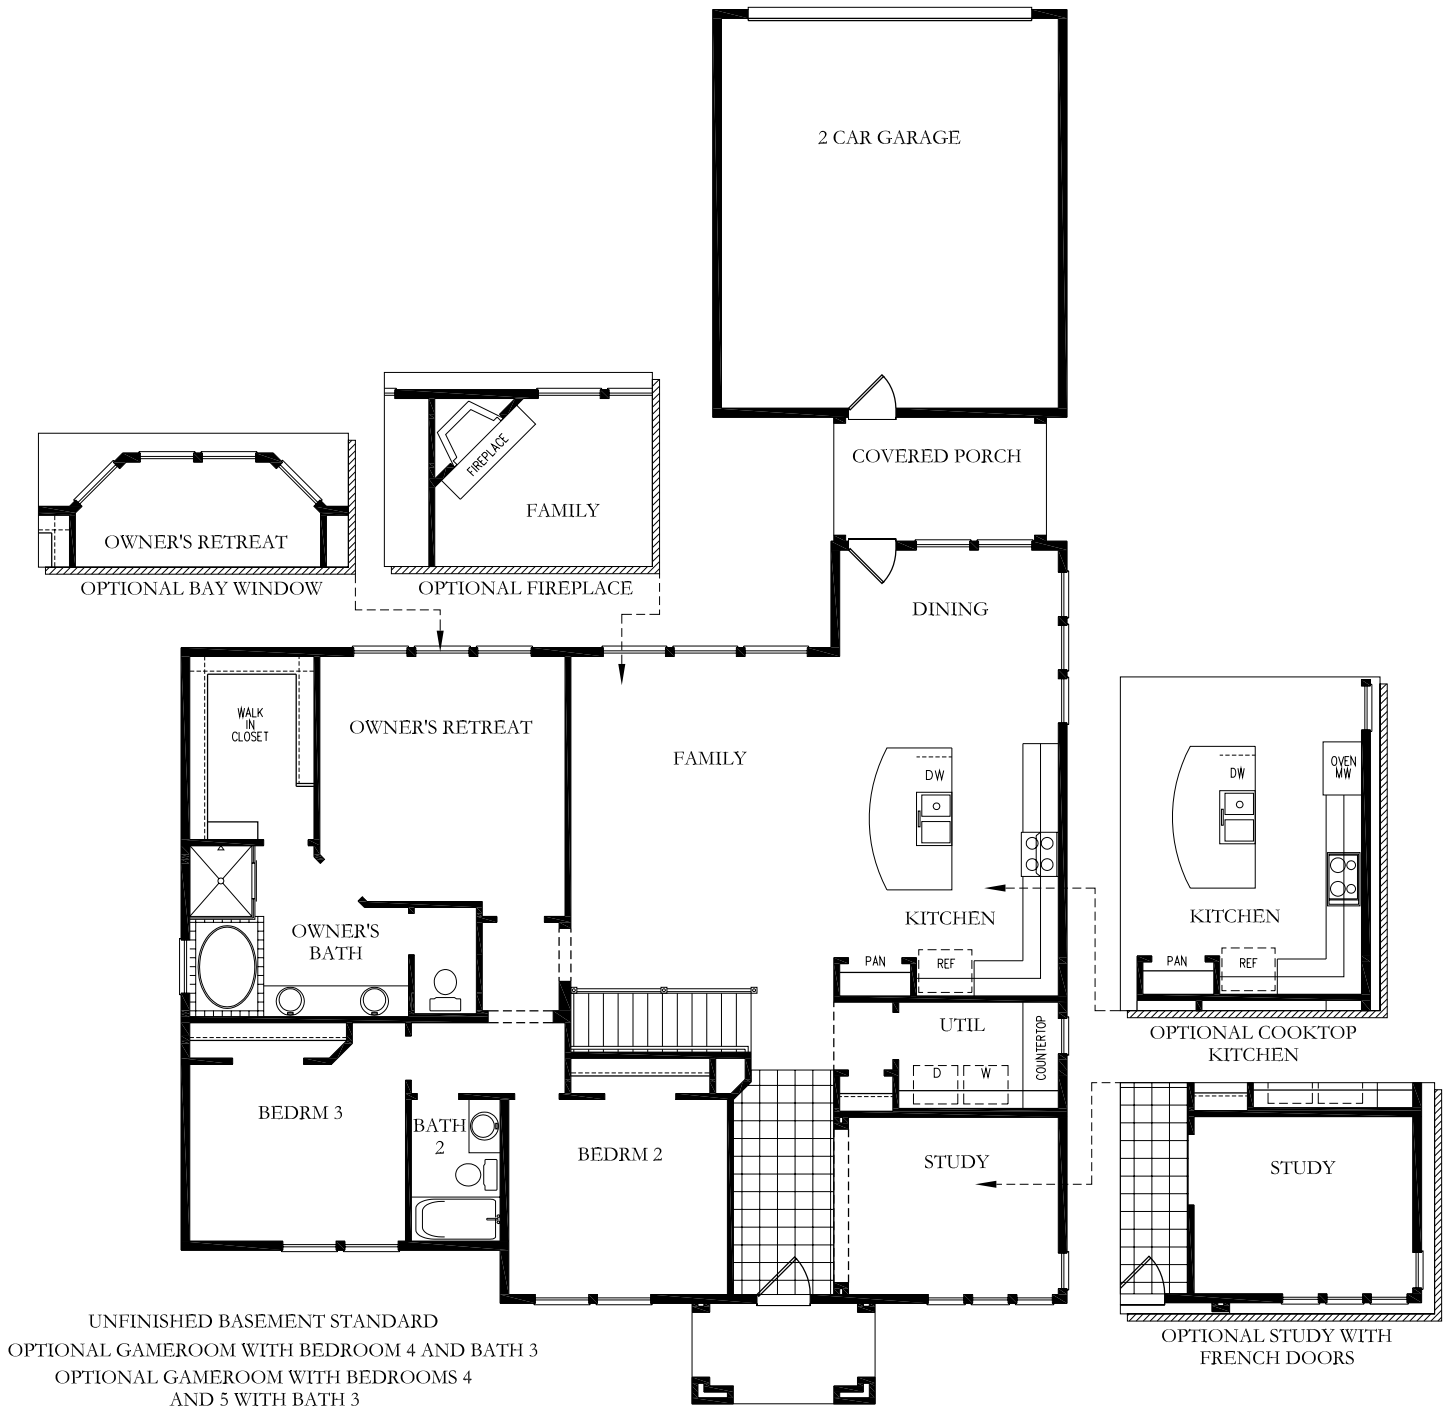 2 CAR GARAGE
COVERED PORCH
FIREPLACE
FAMILY
OPTIONAL FIREPLACE
OWNER'S RETREAT
OPTIONAL BAY WINDOW
DINING
WALK
IN
CLOSET
OWNER'S RETREAT
FAMILY
DW
KITCHEN
PAN
REF
OWNER'S
BATH
UTIL
D
W
COUNTERTOP
OVEN
MW
DW
KITCHEN
PAN
REF
OPTIONAL COOKTOP
KITCHEN
BEDRM 3
BATH
2
BEDRM 2
STUDY
STUDY
OPTIONAL STUDY WITH
FRENCH DOORS
UNFINISHED BASEMENT STANDARD
OPTIONAL GAMEROOM WITH BEDROOM 4 AND BATH 3
OPTIONAL GAMEROOM WITH BEDROOMS 4
AND 5 WITH BATH 3